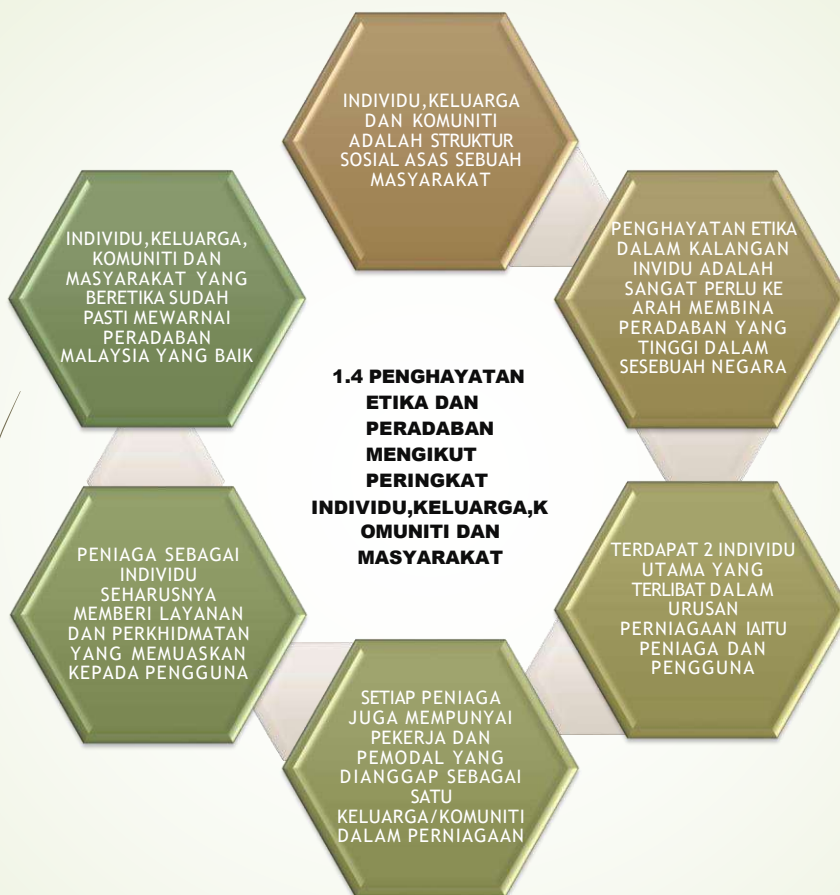 INDIVIDU,KELUARGA
DAN KOMUNITI
ADALAH STRUKTUR
SOSIAL ASAS SEBUAH
MASYARAKAT
PENGHAYATAN ETIKA
DALAM KALANGAN
INVIDU ADALAH
SANGAT PERLU KE
ARAH MEMBINA
PERADABAN YANG
TINGGI DALAM
SESEBUAH NEGARA
TERDAPAT 2 INDIVIDU
UTAMA YANG
TERLIBAT DALAM
URUSAN
PERNIAGAAN IAITU
PENIAGA DAN
PENGGUNA
SETIAP PENIAGA
JUGA MEMPUNYAI
PEKERJA DAN
PEMODAL YANG
DIANGGAP SEBAGAI
SATU
KELUARGA/KOMUNITI
DALAM PERNIAGAAN
PENIAGA SEBAGAI
INDIVIDU
SEHARUSNYA
MEMBERI LAYANAN
DAN PERKHIDMATAN
YANG MEMUASKAN
KEPADA PENGGUNA
INDIVIDU,KELUARGA,
KOMUNITI DAN
MASYARAKAT YANG
BERETIKA SUDAH
PASTI MEWARNAI
PERADABAN
MALAYSIA YANG BAIK
1.4 PENGHAYATAN
ETIKA DAN
PERADABAN
MENGIKUT
PERINGKAT
INDIVIDU,KELUARGA,K
OMUNITI DAN
MASYARAKAT